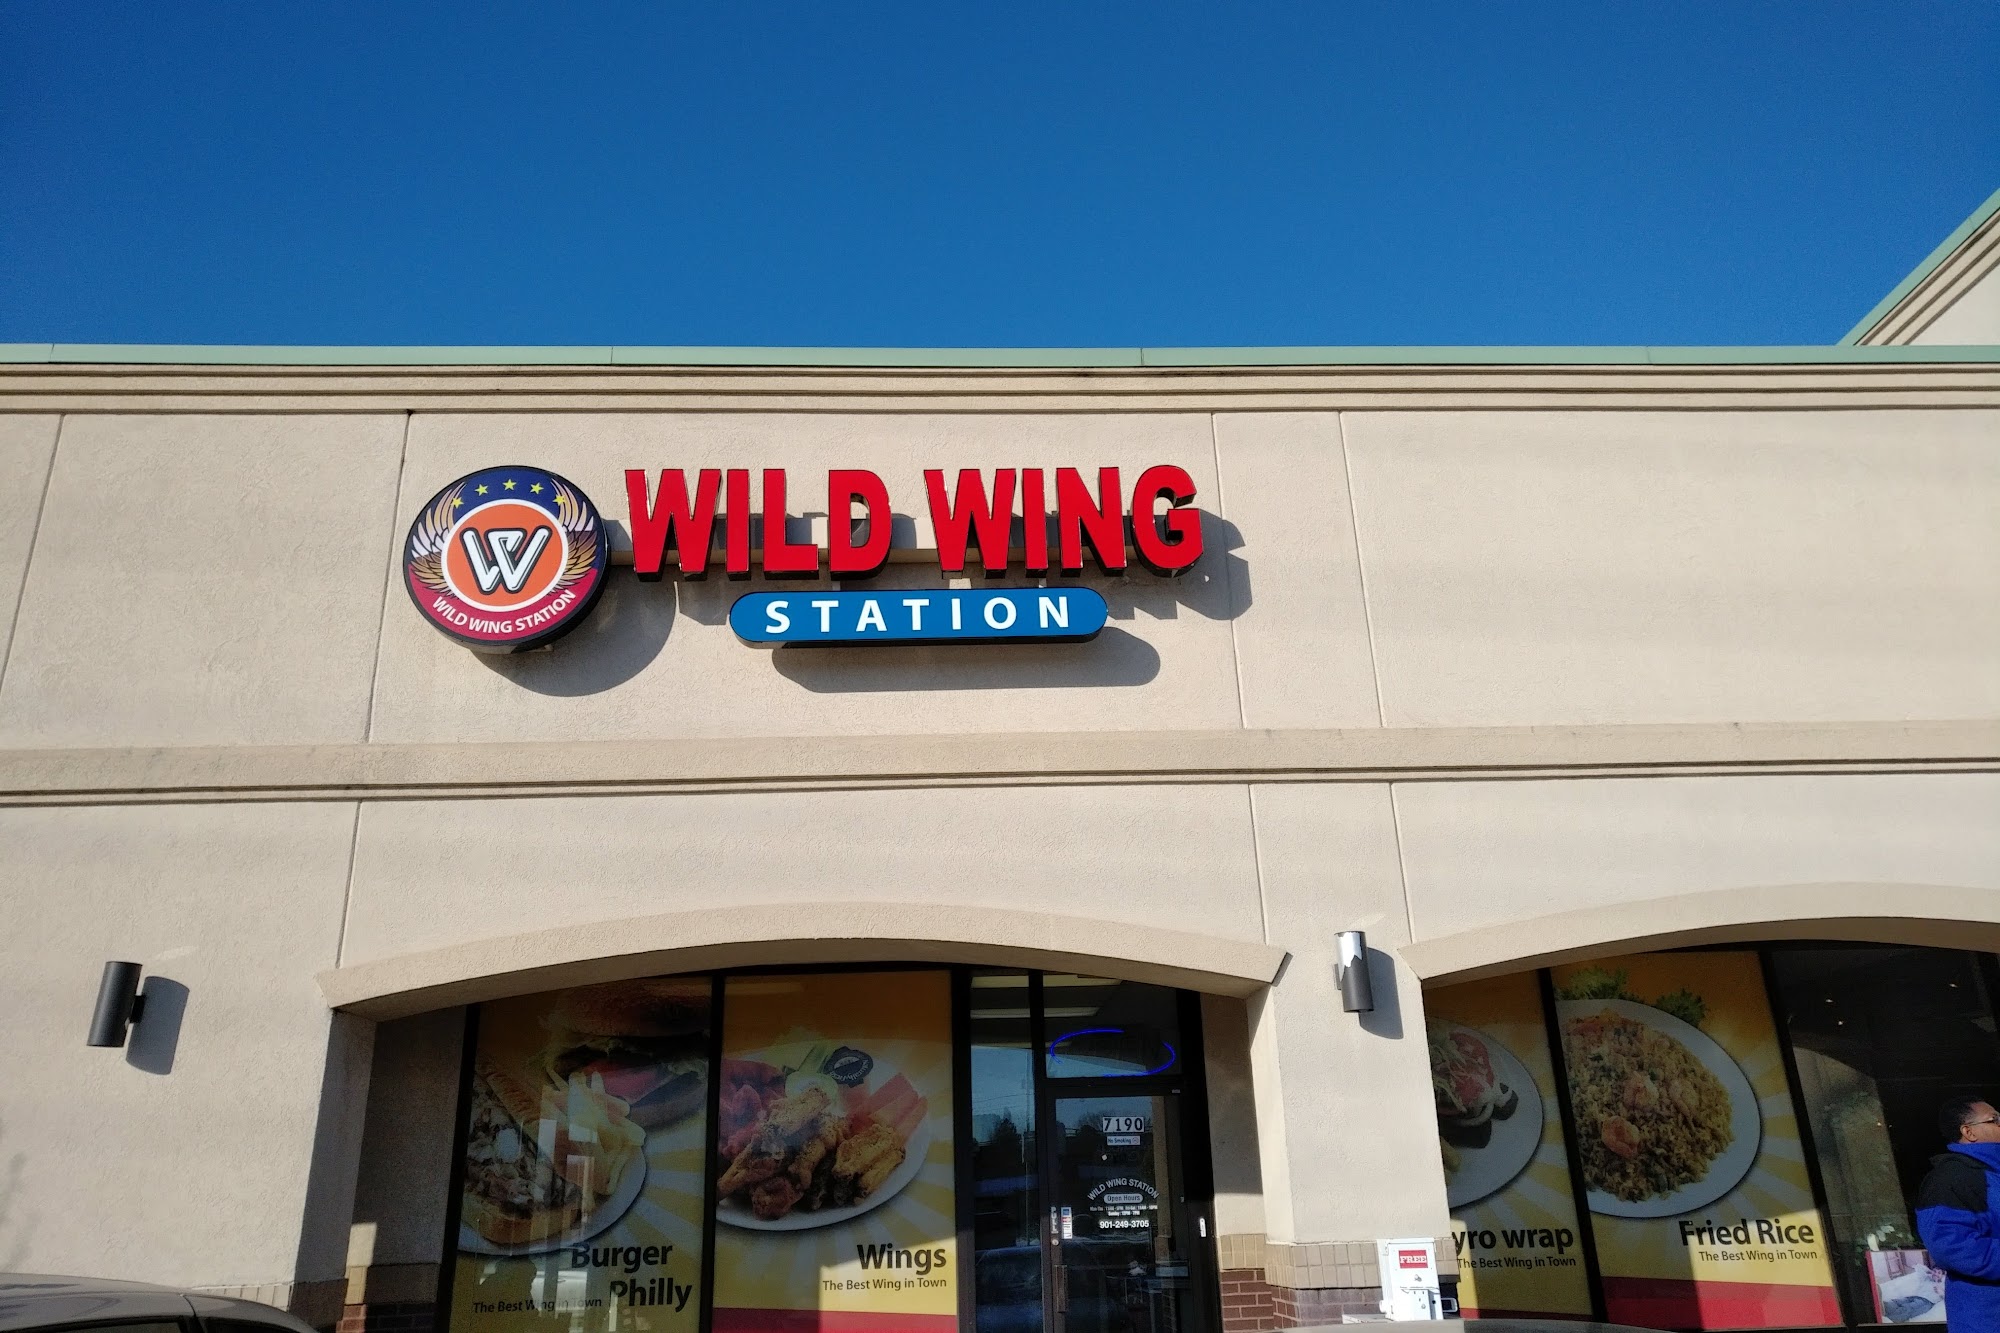 WILD WING
STATION
W
WILD WING STATION
Burger
Philly
The Best Wing in Town
Wings
The Best Wing in Town
7190
No Smoking
WILD WING STATION
Open Hours
901-249-3705
PULL
yro wrap
The Best Wing in Town
Fried Rice
The Best Wing in Town
FREE